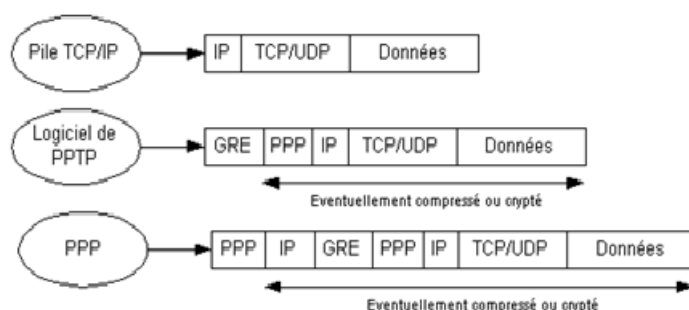 Pile TCP/IP
IP TCP/UDP Données
Logiciel de
PPTP
GRE PPP IP TCP/UDP Données
Eventuellement compressé ou crypté
PPP
PPP IP GRE PPP IP TCP/UDP Données
Eventuellement compressé ou crypté